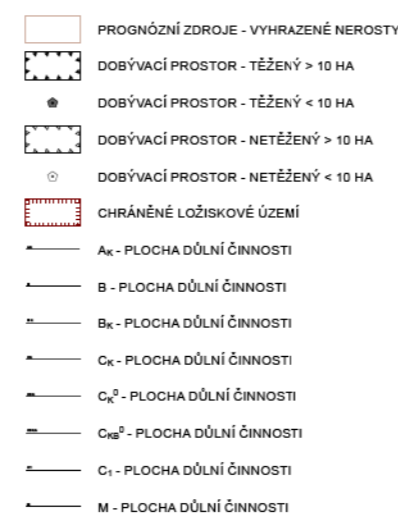 PROGNÓZNÍ ZDROJE - VYHRAZENÉ NEROSTY
DOBÝVACÍ PROSTOR - TĚŽENÝ > 10 HA
DOBÝVACÍ PROSTOR - TĚŽENÝ < 10 HA
DOBÝVACÍ PROSTOR - NETĚŽENÝ > 10 HA
DOBÝVACÍ PROSTOR - NETĚŽENÝ < 10 HA
CHRÁNĚNÉ LOŽISKOVÉ ÚZEMÍ
Aₖ - PLOCHA DŮLNÍ ČINNOSTI
B - PLOCHA DŮLNÍ ČINNOSTI
Bₖ - PLOCHA DŮLNÍ ČINNOSTI
Cₖ - PLOCHA DŮLNÍ ČINNOSTI
Cₖ⁰ - PLOCHA DŮLNÍ ČINNOSTI
C_KB⁰ - PLOCHA DŮLNÍ ČINNOSTI
C₁ - PLOCHA DŮLNÍ ČINNOSTI
M - PLOCHA DŮLNÍ ČINNOSTI